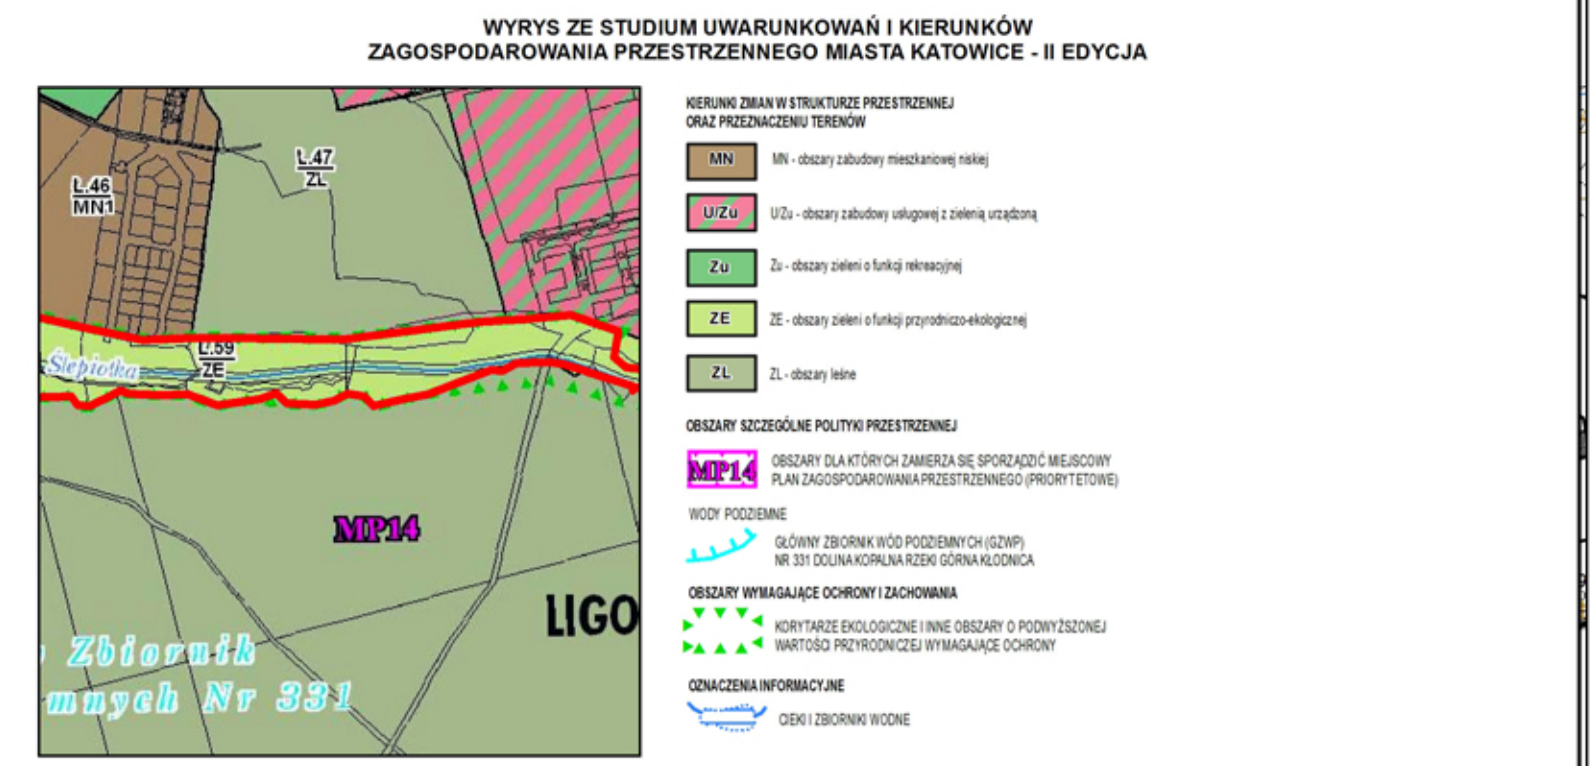 WYRYS ZE STUDIUM UWARUNKOWAŃ I KIERUNKÓW
ZAGOSPODAROWANIA PRZESTRZENNEGO MIASTA KATOWICE - II EDYCJA
Ł.46
MN1
Ł.47
ZL
Ślepiotka
Ł.59
ZE
MP14
LIGO
Zbiornik
mnych Nr 331
KIERUNKI ZMIAN W STRUKTURZE PRZESTRZENNEJ
ORAZ PRZEZNACZENIU TERENÓW
MN MN - obszary zabudowy mieszkaniowej niskiej
U/Zu U/Zu - obszary zabudowy usługowej z zielenią urządzoną
Zu Zu - obszary zieleni o funkcji rekreacyjnej
ZE ZE - obszary zieleni o funkcji przyrodniczo-ekologicznej
ZL ZL - obszary leśne
OBSZARY SZCZEGÓLNE POLITYKI PRZESTRZENNEJ
MP14 OBSZARY DLA KTÓRYCH ZAMIERZA SIĘ SPORZĄDZIĆ MIEJSCOWY
PLAN ZAGOSPODAROWANIA PRZESTRZENNEGO (PRIORYTETOWE)
WODY PODZIEMNE
GŁÓWNY ZBIORNIK WÓD PODZIEMNYCH (GZWP)
NR 331 DOLINA KOPALNA RZEKI GÓRNA KŁODNICA
OBSZARY WYMAGAJĄCE OCHRONY I ZACHOWANIA
KORYTARZE EKOLOGICZNE I INNE OBSZARY O PODWYŻSZONEJ
WARTOŚCI PRZYRODNICZEJ WYMAGAJĄCE OCHRONY
OZNACZENIA INFORMACYJNE
CIEKI I ZBIORNIKI WODNE